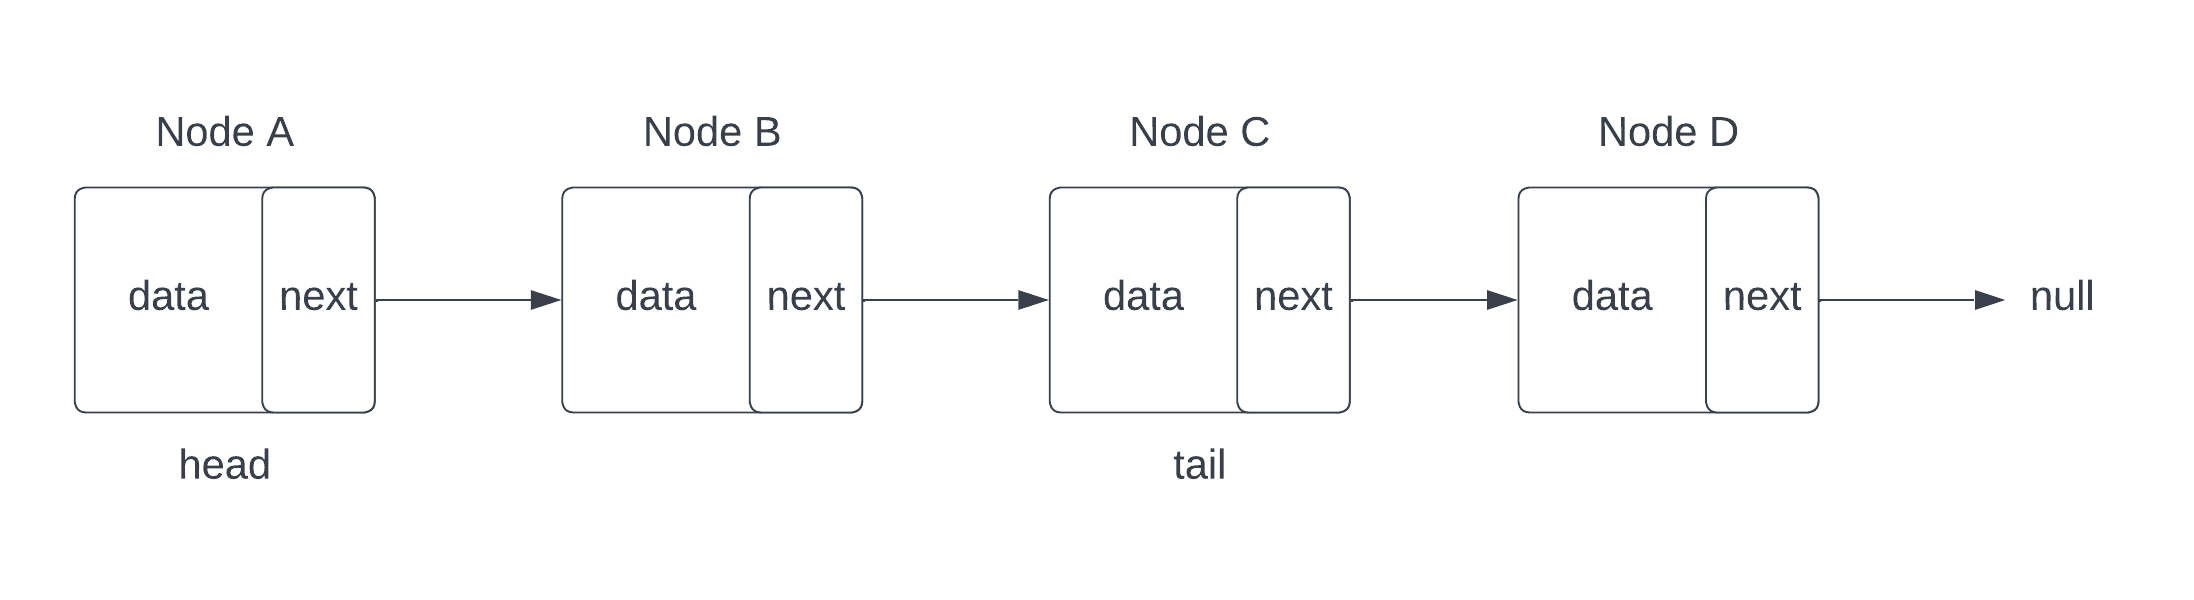 Node A
Node B
Node C
Node D
data next
data next
data next
data next
null
head
tail